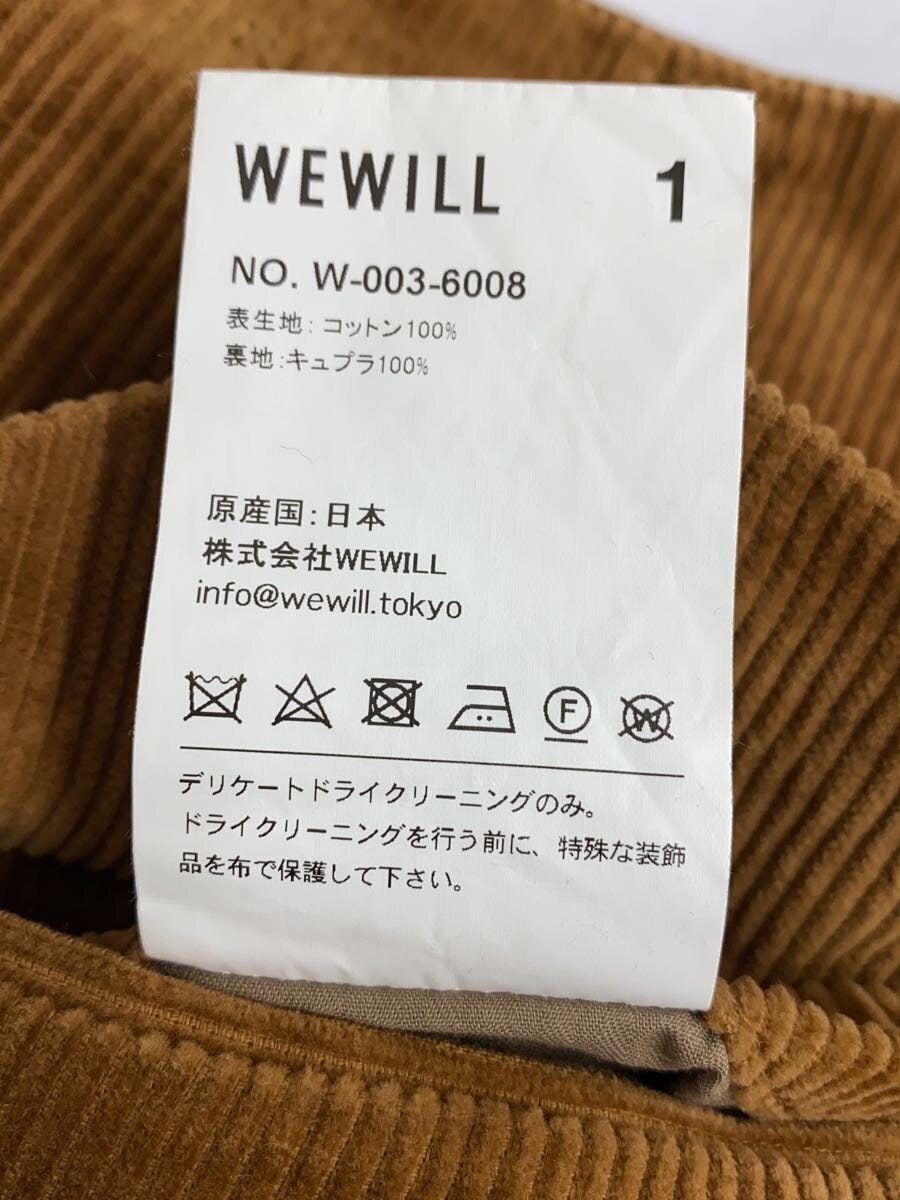 WEWILL 1
NO. W-003-6008
表生地：コットン100%
裏地：キュプラ100%
原産国：日本
株式会社WEWILL
info@wewill.tokyo
F W
デリケートドライクリーニングのみ。
ドライクリーニングを行う前に、特殊な装飾
品を布で保護して下さい。